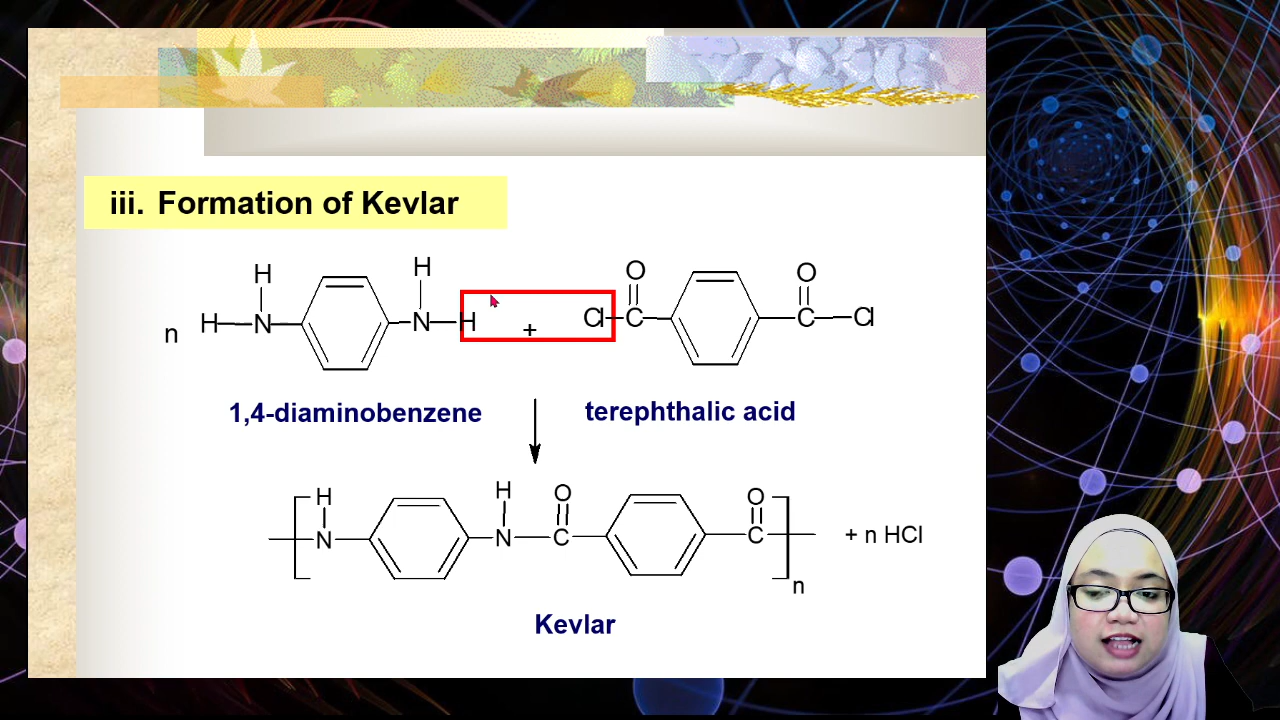 iii. Formation of Kevlar
H H O O
n H N N H + Cl C C Cl
1,4-diaminobenzene terephthalic acid
H H O O
N N C C + n HCl
n
Kevlar